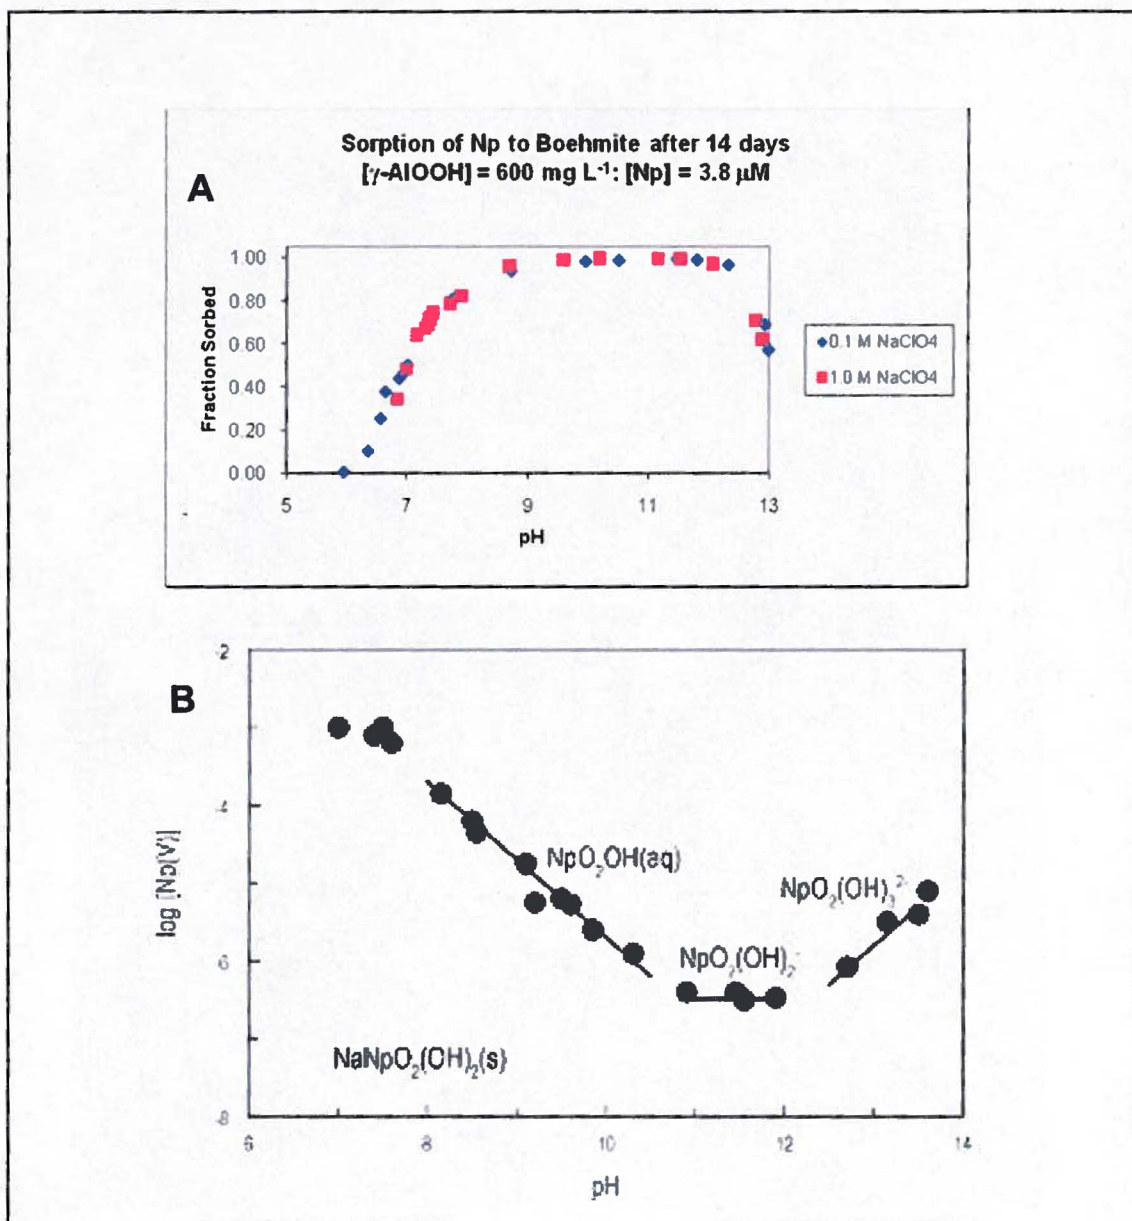 Sorption of Np to Boehmite after 14 days
[γ-AlOOH] = 600 mg L⁻¹: [Np] = 3.8 µM
A
1.00
0.80
0.60
0.40
0.20
0.00
Fraction Sorbed
5 7 9 11 13
pH
0.1 M NaClO4
1.0 M NaClO4
B
-2
-4
-6
-8
log [Np(V)]
NpO₂OH(aq)
NpO₂(OH)₂⁻
NpO₂(OH)₃²⁻
NaNpO₂(OH)₂(s)
6 8 10 12 14
pH